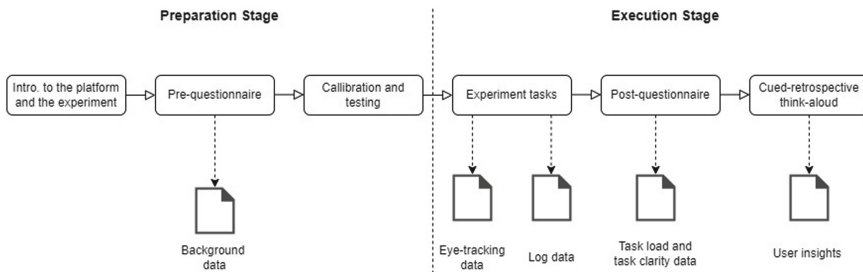 Preparation Stage
Execution Stage
Intro. to the platform
and the experiment
Pre-questionnaire
Callibration and
testing
Experiment tasks
Post-questionnaire
Cued-retrospective
think-aloud
Background
data
Eye-tracking
data
Log data
Task load and
task clarity data
User insights